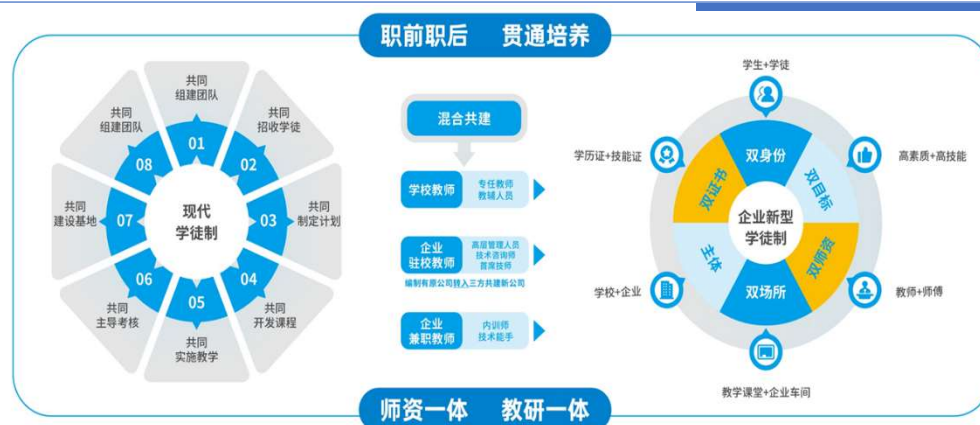 职前职后 贯通培养
共同
组建团队
01
共同
招收学徒
02
共同
制定计划
03
共同
开发课程
04
共同
实施教学
05
共同
主导考核
06
共同
建设基地
07
共同
组建团队
08
现代
学徒制
混合共建
学校教师
专任教师
教辅人员
企业
驻校教师
高层管理人员
技术咨询师
首席技师
编制有原公司转入三方共建新公司
企业
兼职教师
内训师
技术能手
学生+学徒
双身份
高素质+高技能
双目标
教师+师傅
双师资
教学课堂+企业车间
双场所
学校+企业
主体
学历证+技能证
双证书
企业新型
学徒制
师资一体 教研一体